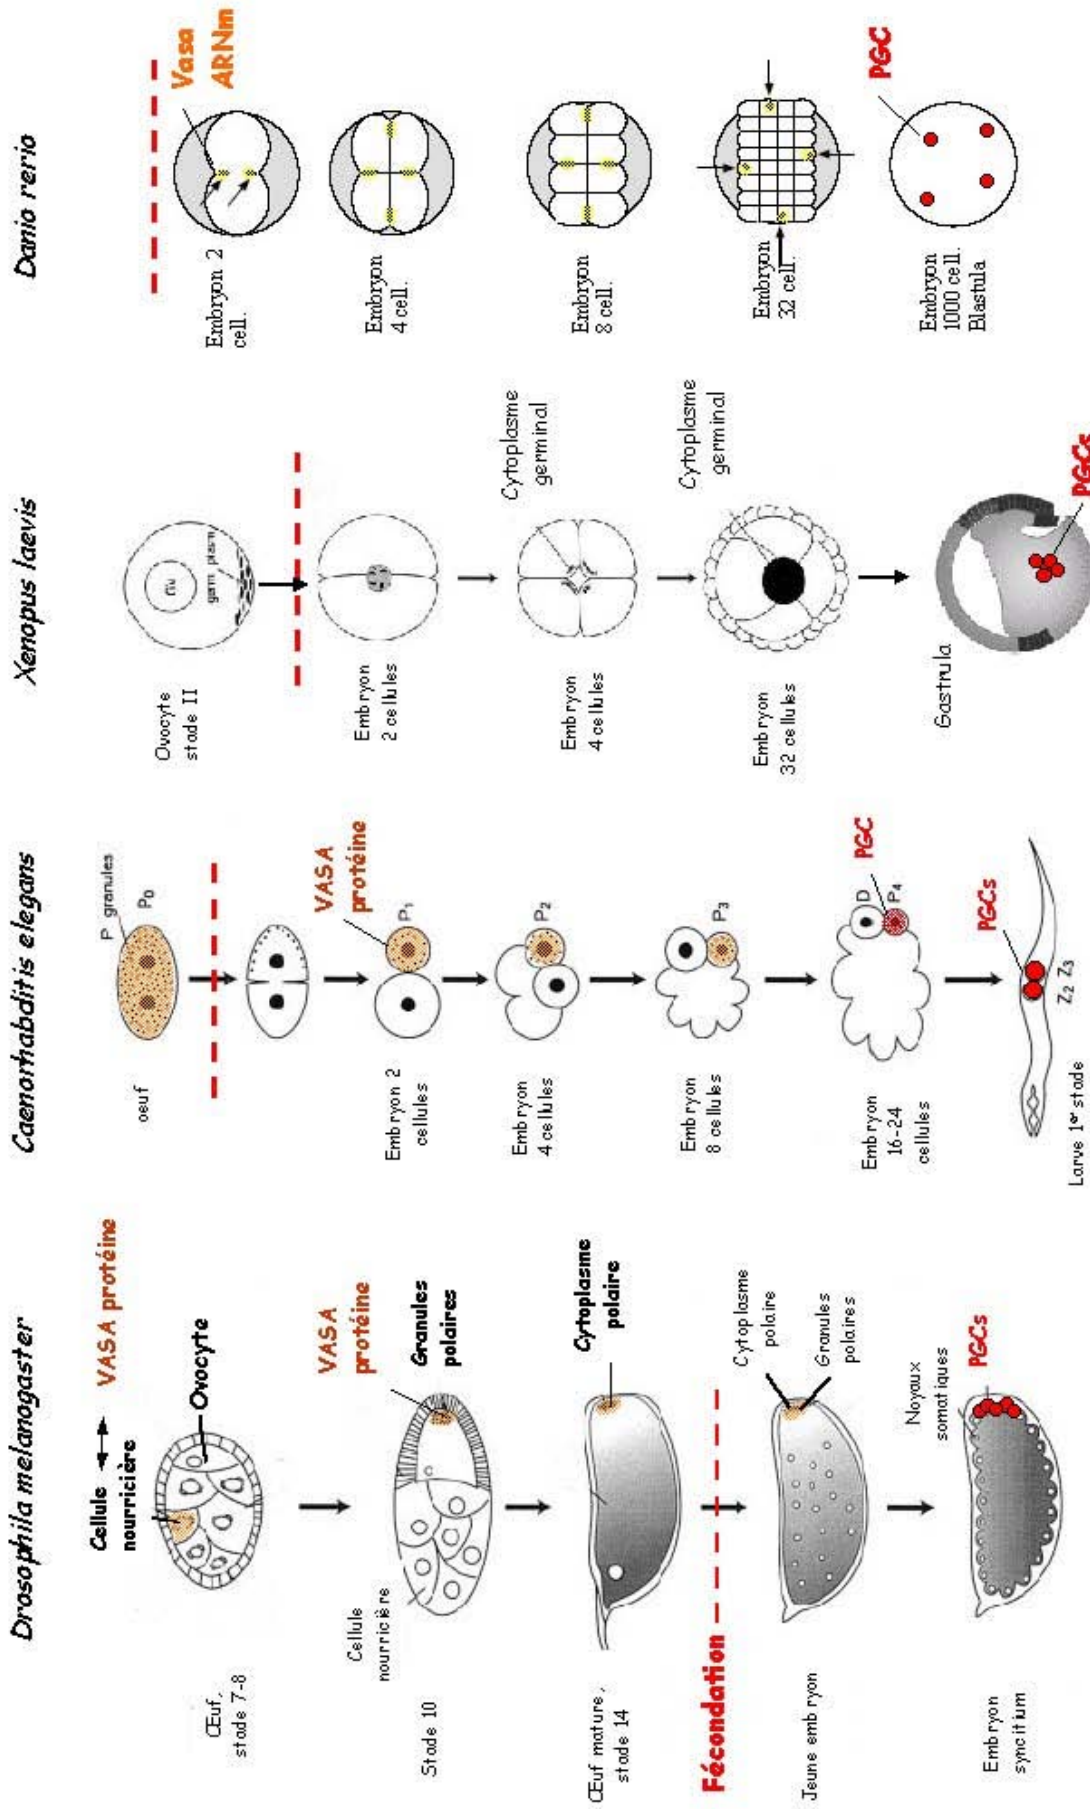 Drosophila melanogaster
Cellule
nourricière
VASA protéine
Ovocyte
Œuf,
stade 7-8
VASA
protéine
Granules
polaires
Cellule
nourricière
Stade 10
Cytoplasme
polaire
Œuf mature,
stade 14
Fécondation
Cytoplasme
polaire
Granules
polaires
Jeune embryon
Noyaux
somatiques
PGCs
Embryon
syncitium
Caenorhabditis elegans
P granules
P0
oeuf
VASA
protéine
P1
Embryon 2
cellules
P2
Embryon
4 cellules
P3
Embryon
8 cellules
PGC
D
P4
Embryon
16-24
cellules
PGCs
Z2 Z3
Larve 1er stade
Xenopus laevis
germ plasm
Ovocyte
stade II
Embryon
2 cellules
Cytoplasme
germinal
Embryon
4 cellules
Cytoplasme
germinal
Embryon
32 cellules
Gastrula
PGCs
Danio rerio
Vasa
ARNm
Embryon 2
cell.
Embryon
4 cell.
Embryon
8 cell.
Embryon
32 cell.
PGC
Embryon
1000 cell.
Blastula